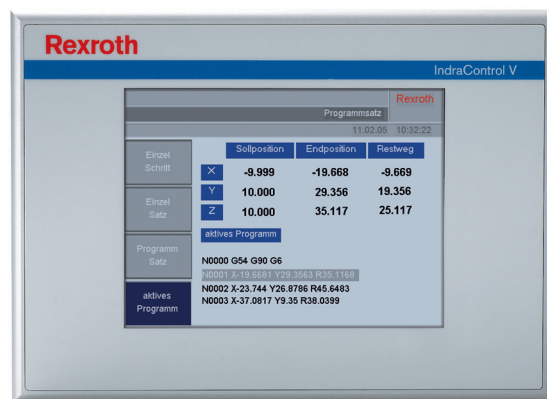 Rexroth
IndraControl V
Rexroth
Programmsatz
11.02.05 10:32:22
Einzel
Schritt
Einzel
Satz
Programm
Satz
aktives
Programm
Sollposition Endposition Restweg
X -9.999 -19.668 -9.669
Y 10.000 29.356 19.356
Z 10.000 35.117 25.117
aktives Programm
N0000 G54 G90 G6
N0001 X-19.6681 Y29.3563 R35.1168
N0002 X-23.744 Y26.8786 R45.6483
N0003 X-37.0817 Y9.35 R38.0399